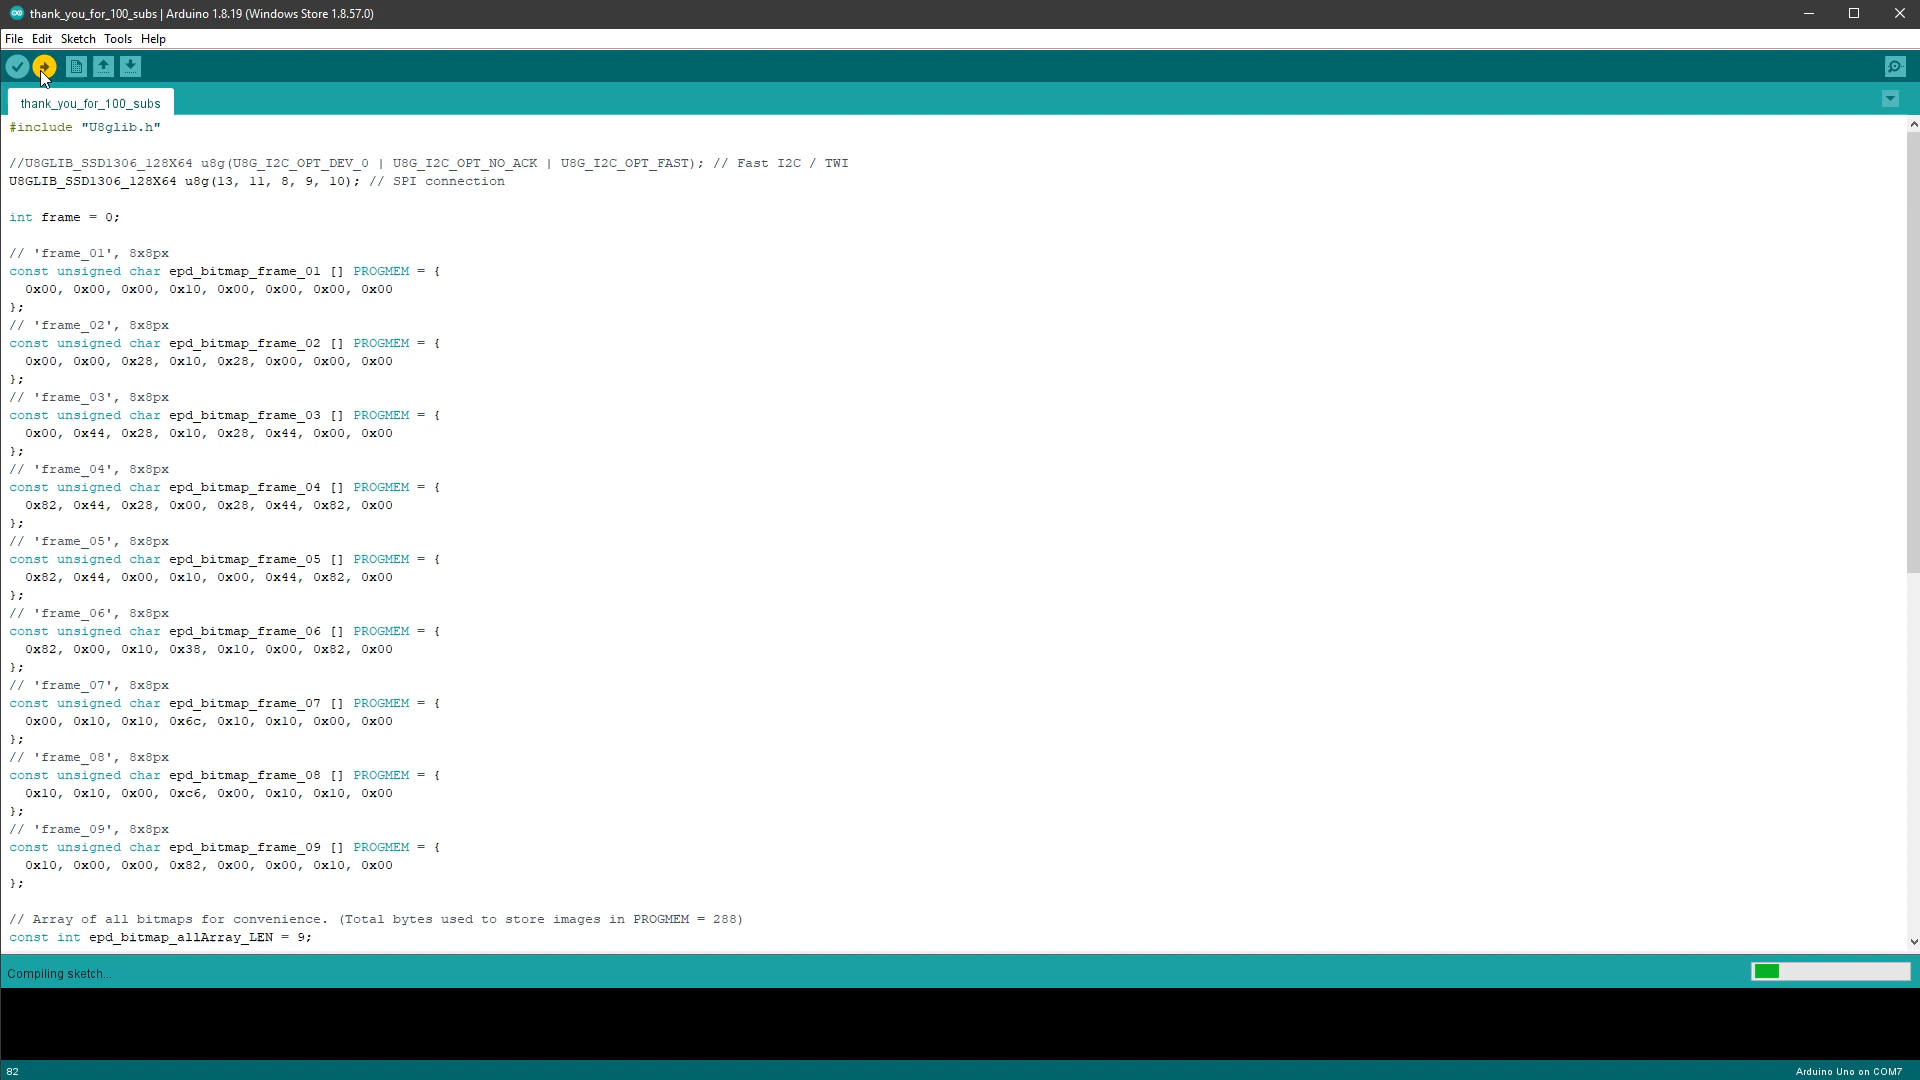 thank_you_for_100_subs | Arduino 1.8.19 (Windows Store 1.8.57.0)
File Edit Sketch Tools Help
thank_you_for_100_subs
#include "U8glib.h"
//U8GLIB_SSD1306_128X64 u8g(U8G_I2C_OPT_DEV_0 | U8G_I2C_OPT_NO_ACK | U8G_I2C_OPT_FAST); // Fast I2C / TWI
U8GLIB_SSD1306_128X64 u8g(13, 11, 8, 9, 10); // SPI connection
int frame = 0;
// 'frame_01', 8x8px
const unsigned char epd_bitmap_frame_01 [] PROGMEM = {
0x00, 0x00, 0x00, 0x10, 0x00, 0x00, 0x00, 0x00
};
// 'frame_02', 8x8px
const unsigned char epd_bitmap_frame_02 [] PROGMEM = {
0x00, 0x00, 0x28, 0x10, 0x28, 0x00, 0x00, 0x00
};
// 'frame_03', 8x8px
const unsigned char epd_bitmap_frame_03 [] PROGMEM = {
0x00, 0x44, 0x28, 0x10, 0x28, 0x44, 0x00, 0x00
};
// 'frame_04', 8x8px
const unsigned char epd_bitmap_frame_04 [] PROGMEM = {
0x82, 0x44, 0x28, 0x00, 0x28, 0x44, 0x82, 0x00
};
// 'frame_05', 8x8px
const unsigned char epd_bitmap_frame_05 [] PROGMEM = {
0x82, 0x44, 0x00, 0x10, 0x00, 0x44, 0x82, 0x00
};
// 'frame_06', 8x8px
const unsigned char epd_bitmap_frame_06 [] PROGMEM = {
0x82, 0x00, 0x10, 0x38, 0x10, 0x00, 0x82, 0x00
};
// 'frame_07', 8x8px
const unsigned char epd_bitmap_frame_07 [] PROGMEM = {
0x00, 0x10, 0x10, 0x6c, 0x10, 0x10, 0x00, 0x00
};
// 'frame_08', 8x8px
const unsigned char epd_bitmap_frame_08 [] PROGMEM = {
0x10, 0x10, 0x00, 0xc6, 0x00, 0x10, 0x10, 0x00
};
// 'frame_09', 8x8px
const unsigned char epd_bitmap_frame_09 [] PROGMEM = {
0x10, 0x00, 0x00, 0x82, 0x00, 0x00, 0x10, 0x00
};
// Array of all bitmaps for convenience. (Total bytes used to store images in PROGMEM = 288)
const int epd_bitmap_allArray_LEN = 9;
Compiling sketch...
82
Arduino Uno on COM7